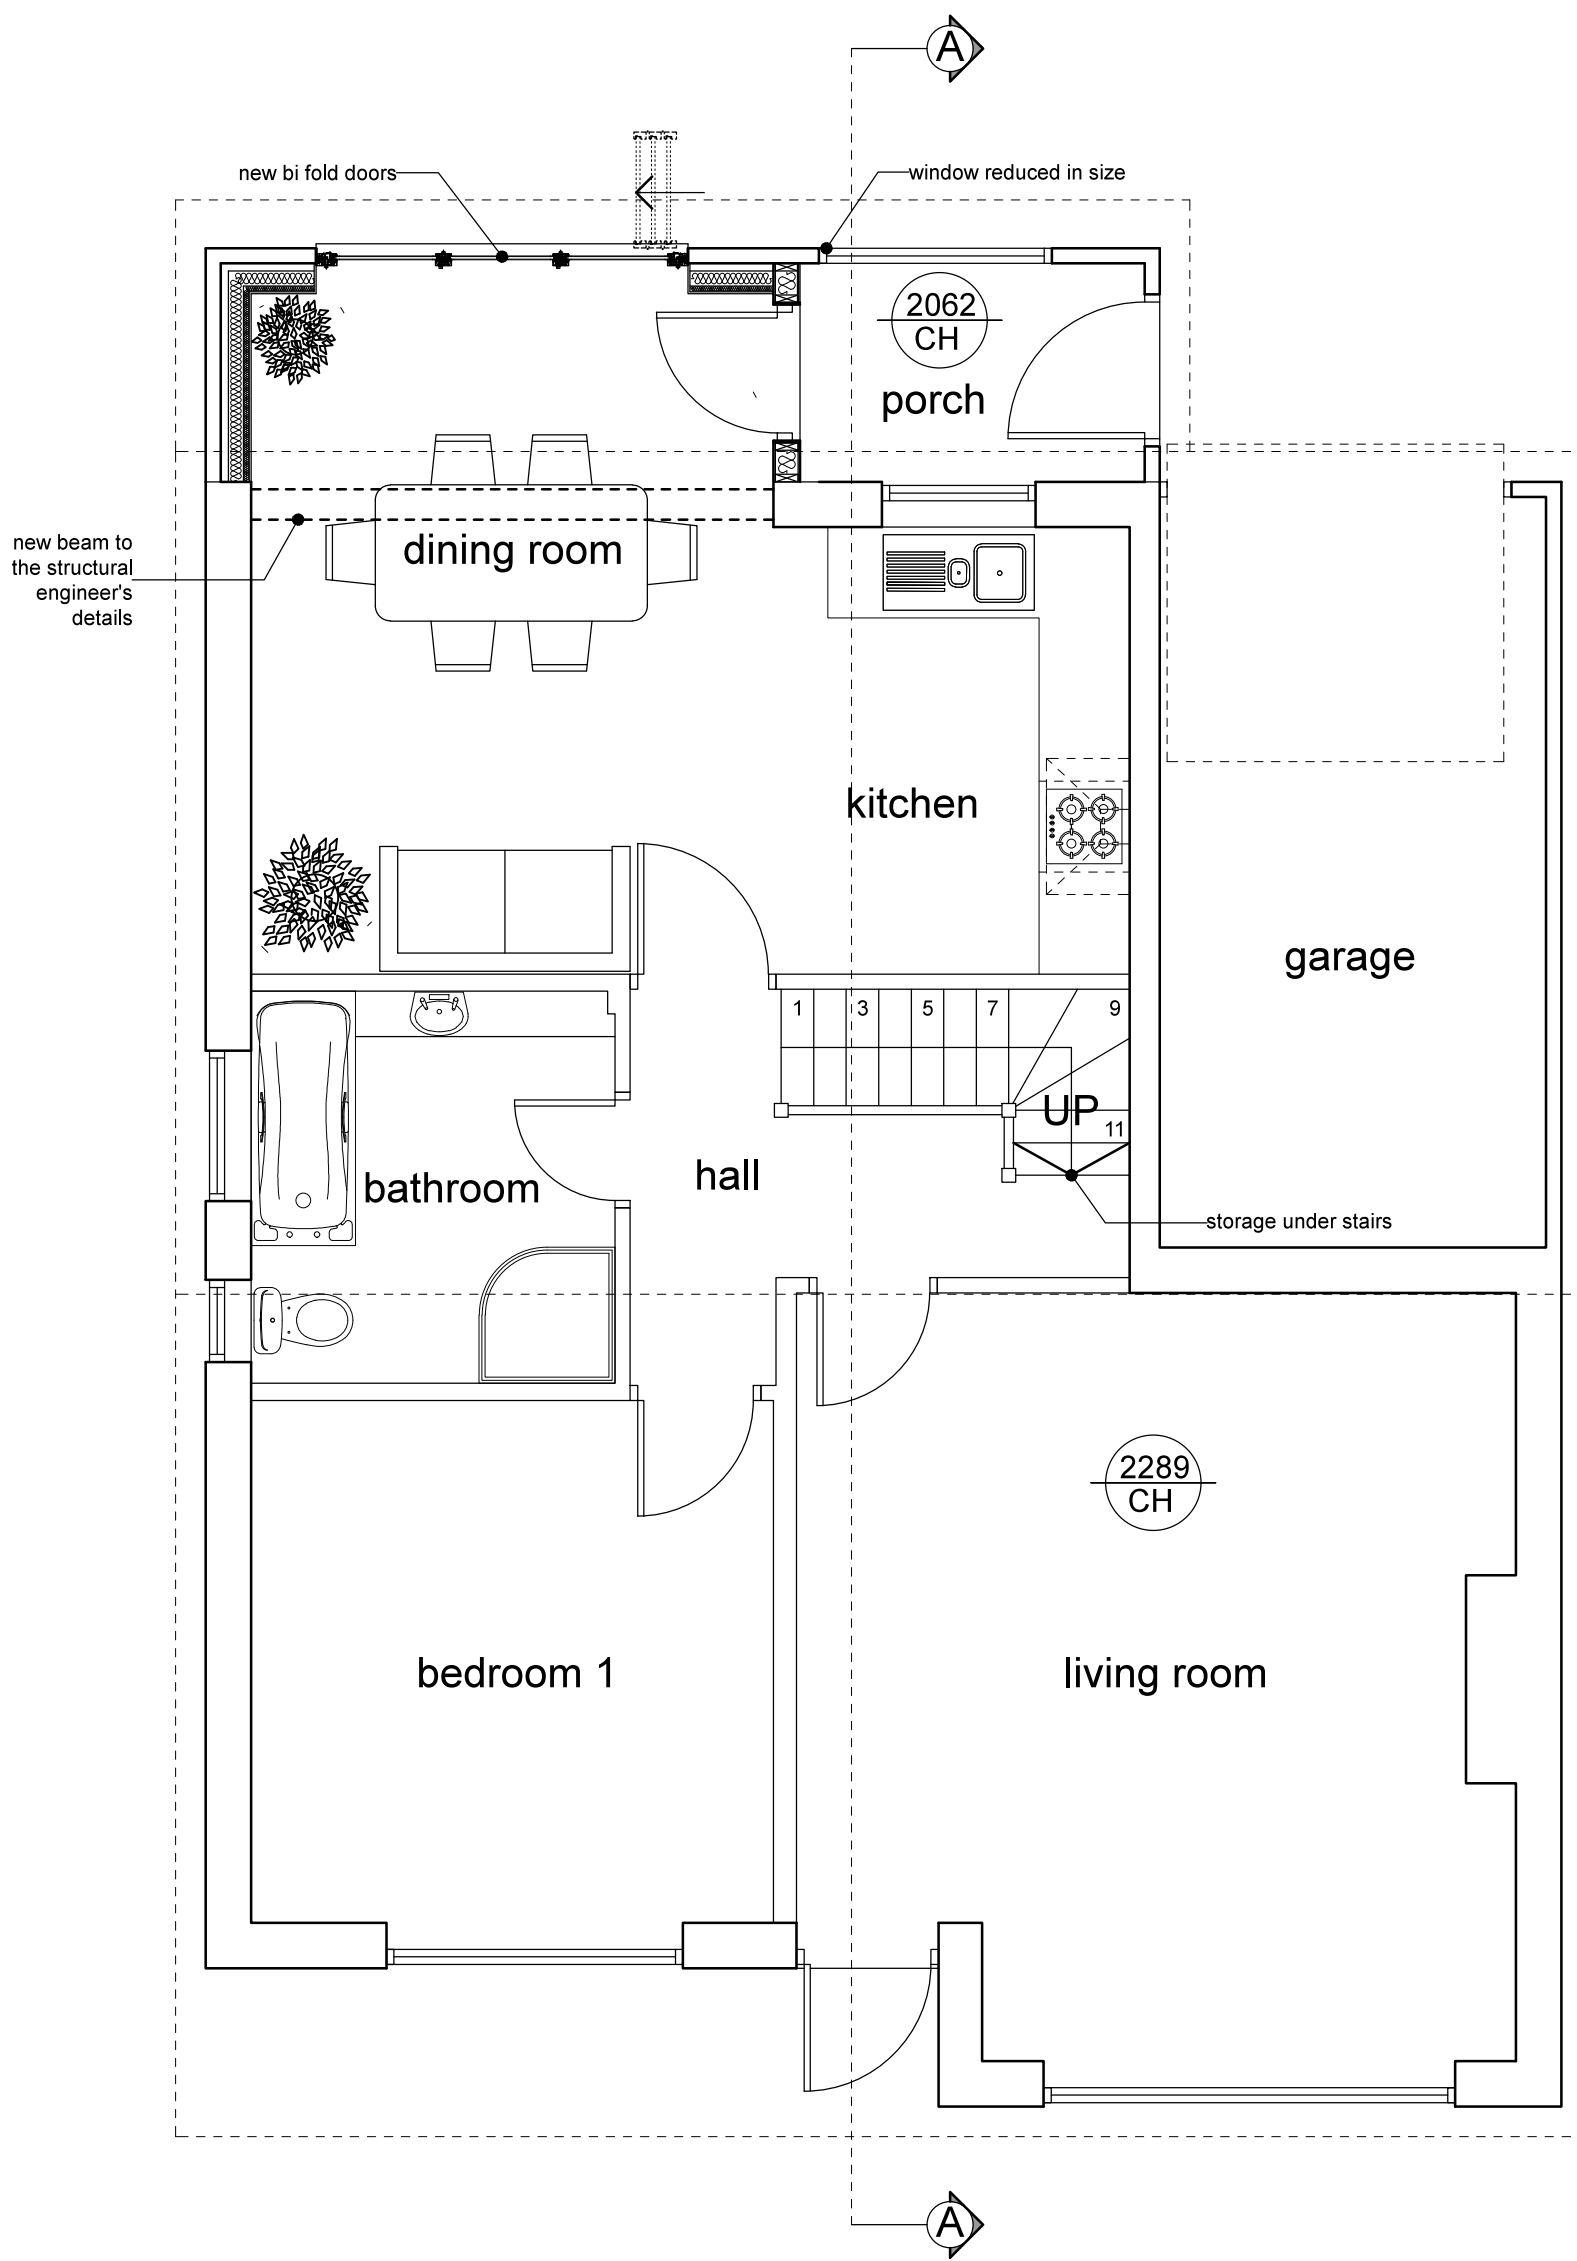 A
new bi fold doors
window reduced in size
2062
CH
porch
new beam to
the structural
engineer's
details
dining room
kitchen
garage
1 3 5 7 9
UP
11
bathroom
hall
storage under stairs
2289
CH
bedroom 1
living room
A